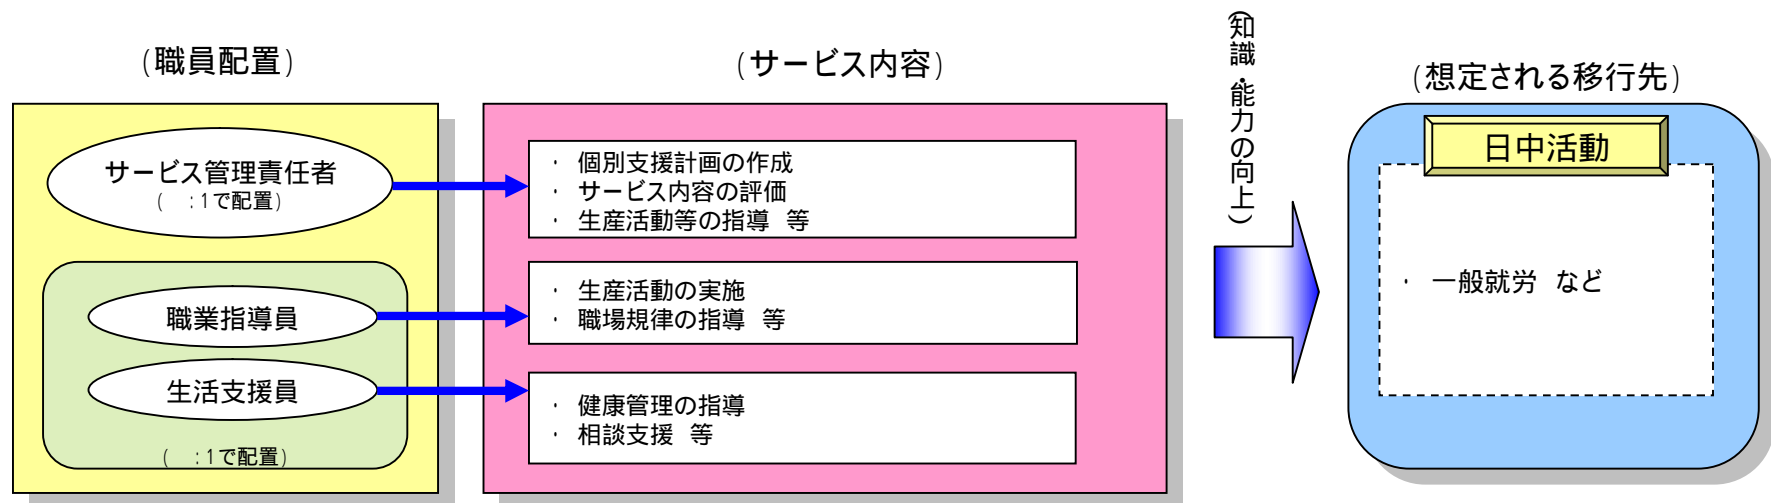 (職員配置)
サービス管理責任者
( :1で配置)
職業指導員
生活支援員
( :1で配置)
(サービス内容)
・ 個別支援計画の作成
・ サービス内容の評価
・ 生産活動等の指導 等
・ 生産活動の実施
・ 職場規律の指導 等
・ 健康管理の指導
・ 相談支援 等
(知識・能力の向上)
(想定される移行先)
日中活動
・ 一般就労 など